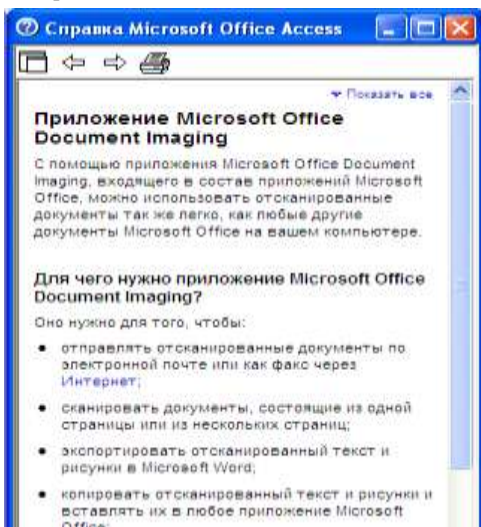 Справка Microsoft Office Access
Показать все
Приложение Microsoft Office
Document Imaging
С помощью приложения Microsoft Office Document
Imaging, входящего в состав приложений Microsoft
Office, можно использовать отсканированные
документы так же легко, как любые другие
документы Microsoft Office на вашем компьютере.
Для чего нужно приложение Microsoft Office
Document Imaging?
Оно нужно для того, чтобы:
• отправлять отсканированные документы по
электронной почте или как факс через
Интернет;
• сканировать документы, состоящие из одной
страницы или из нескольких страниц;
• экспортировать отсканированный текст и
рисунки в Microsoft Word;
• копировать отсканированный текст и рисунки и
вставлять их в любое приложение Microsoft
Office;